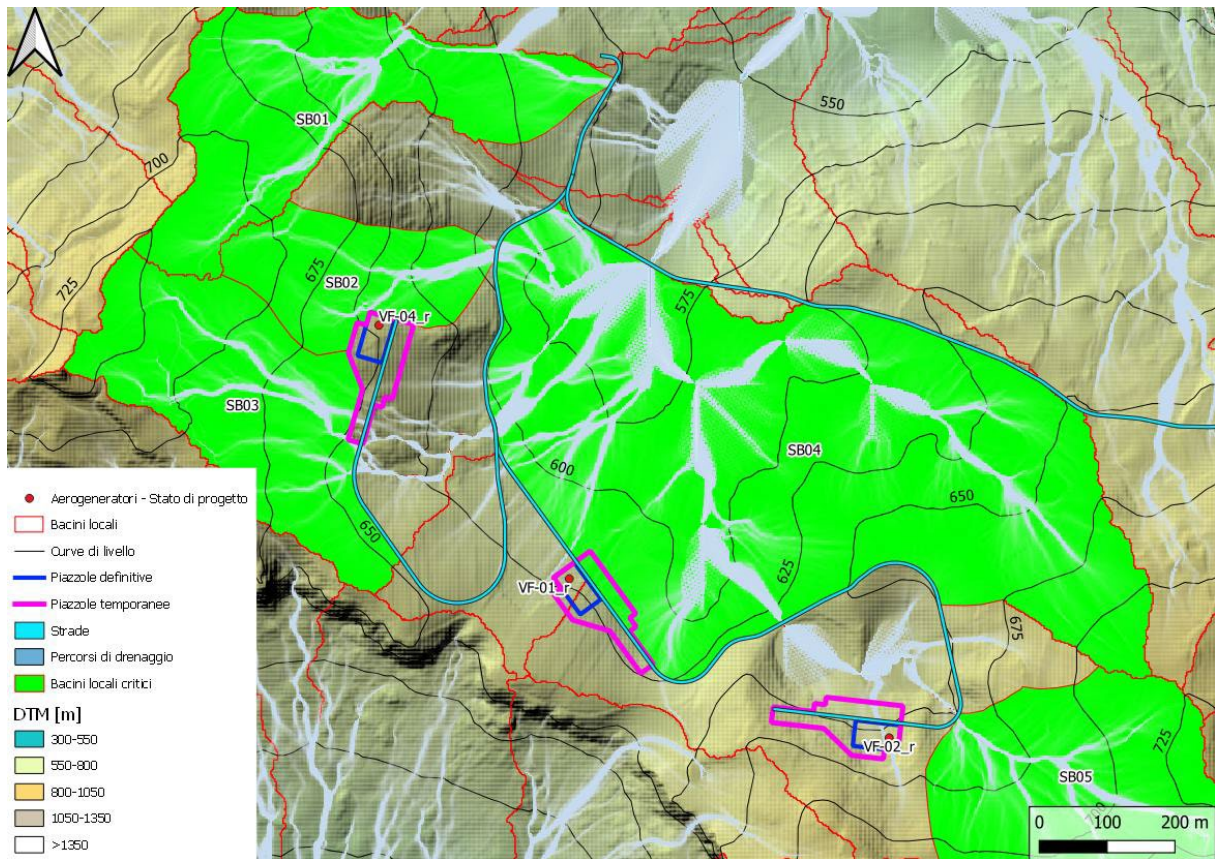 SB01
700
550
725
675
SB02
VF-04_r
575
SB03
SB04
600
650
650
625
VF-01_r
675
VF-02_r
725
SB05
700
Aerogeneratori - Stato di progetto
Bacini locali
Curve di livello
Piazzole definitive
Piazzole temporanee
Strade
Percorsi di drenaggio
Bacini locali critici
DTM [m]
300-550
550-800
800-1050
1050-1350
>1350
0 100 200 m